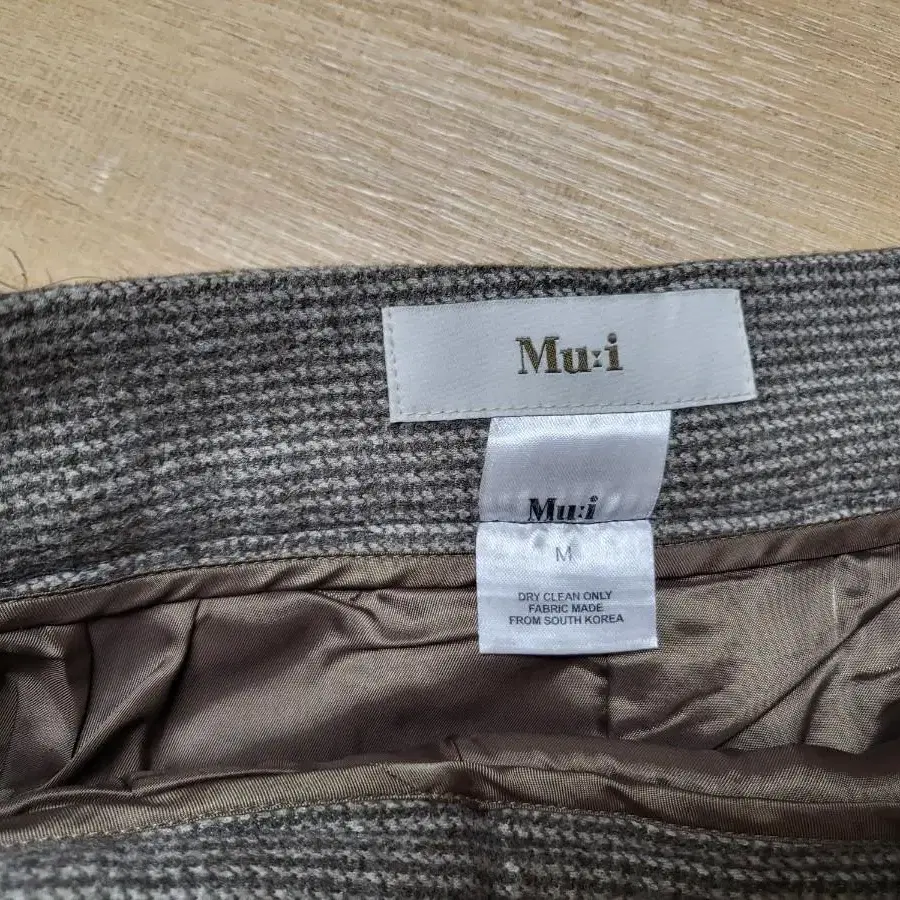 Mu:i
Mu:i
M
DRY CLEAN ONLY
FABRIC MADE
FROM SOUTH KOREA